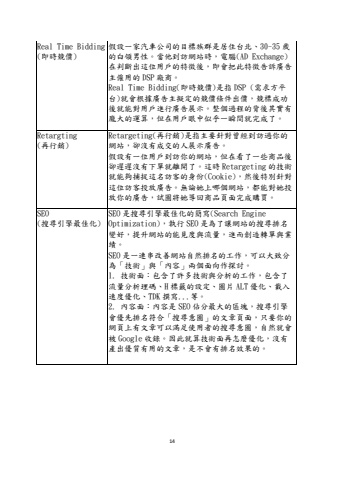 Real Time Bidding
(即時競價)
假設一家汽車公司的目標族群是居住台北、30-35 歲
的白領男性。當他到訪網站時，電腦(AD Exchange)
在判斷出這位用戶的特徵後，即會把此特徵告訴廣告
主僱用的 DSP 廠商。
Real Time Bidding(即時競價)是指 DSP（需求方平
台)就會根據廣告主擬定的競價條件出價，競標成功
後就能對用戶進行廣告展示。整個過程的背後其實有
龐大的運算，但在用戶眼中似乎一瞬間就完成了。
Retargting
(再行銷)
Retargeting(再行銷)是指主要針對曾經到訪過你的
網站，卻沒有成交的人展示廣告。
假設有一位用戶到訪你的網站，但在看了一些商品後
卻遲遲沒有下單就離開了。這時 Retargeting 的技術
就能夠捕捉這名訪客的身份(Cookie)，然後特別針對
這位訪客投放廣告。無論她上哪個網站，都能對她投
放你的廣告，試圖將她導回商品頁面完成購買。
SEO
(搜尋引擎最佳化)
SEO 是搜尋引擎最佳化的簡寫(Search Engine
Optimization)，執行 SEO 是為了讓網站的搜尋排名
變好，提升網站的能見度與流量，進而創造轉單與業
績。
SEO 是一連串改善網站自然排名的工作，可以大致分
為「技術」與「內容」兩個面向作探討。
1. 技術面：包含了許多技術與分析的工作，包含了
流量分析埋碼、H 標籤的設定、圖片 ALT 優化、載入
速度優化、TDK 撰寫...等。
2. 內容面：內容是 SEO 佔分最大的區塊，搜尋引擎
會優先排名符合「搜尋意圖」的文章頁面，只要你的
網頁上有文章可以滿足使用者的搜尋意圖，自然就會
被 Google 收錄。因此就算技術面再怎麼優化，沒有
產出優質有用的文章，是不會有排名效果的。
14